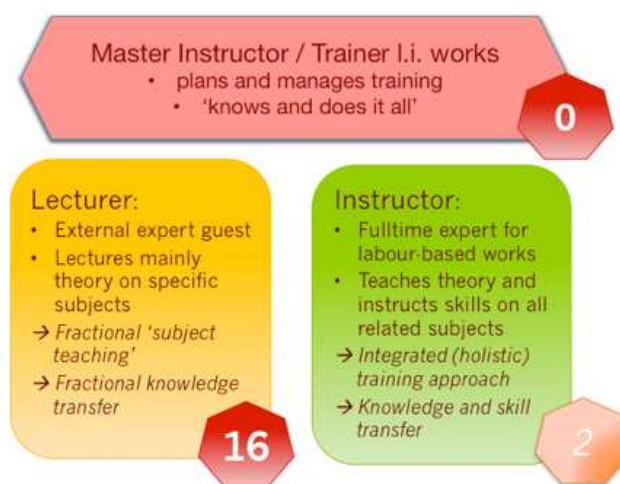 Master Instructor / Trainer l.i. works
• plans and manages training
• ‘knows and does it all’
0
Lecturer:
• External expert guest
• Lectures mainly
theory on specific
subjects
→ Fractional ‘subject
teaching’
→ Fractional knowledge
transfer
16
Instructor:
• Fulltime expert for
labour-based works
• Teaches theory and
instructs skills on all
related subjects
→ Integrated (holistic)
training approach
→ Knowledge and skill
transfer
2